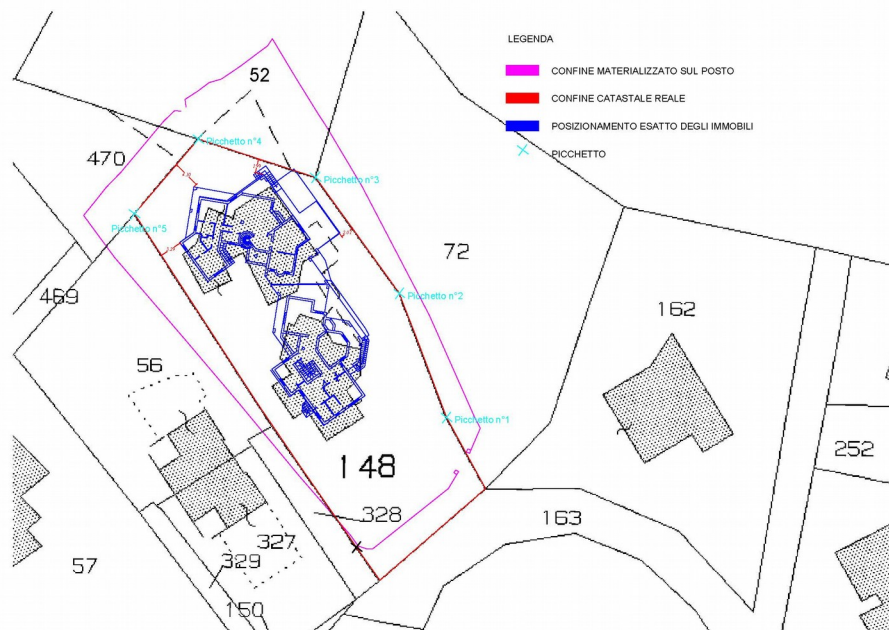 LEGENDA
CONFINE MATERIALIZZATO SUL POSTO
CONFINE CATASTALE REALE
POSIZIONAMENTO ESATTO DEGLI IMMOBILI
PICCHETTO
52
Picchetto n°4
470
Picchetto n°3
Picchetto n°5
72
469
Picchetto n°2
162
56
Picchetto n°1
252
148
328
163
327
329
57
150